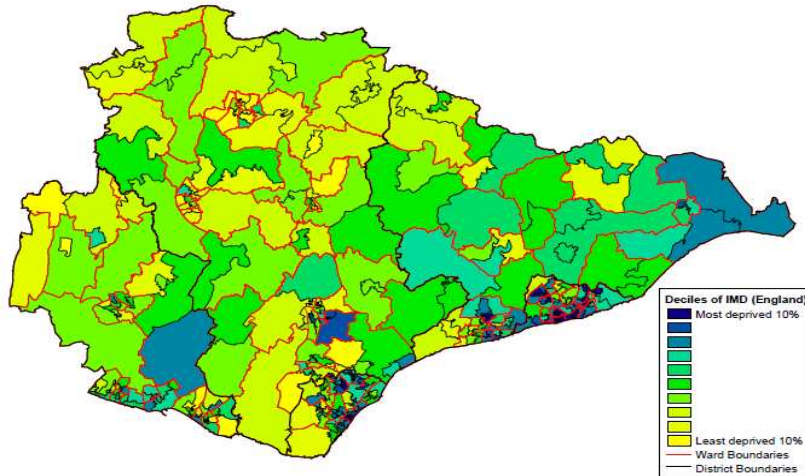 Deciles of IMD (England)
Most deprived 10%
Least deprived 10%
Ward Boundaries
District Boundaries